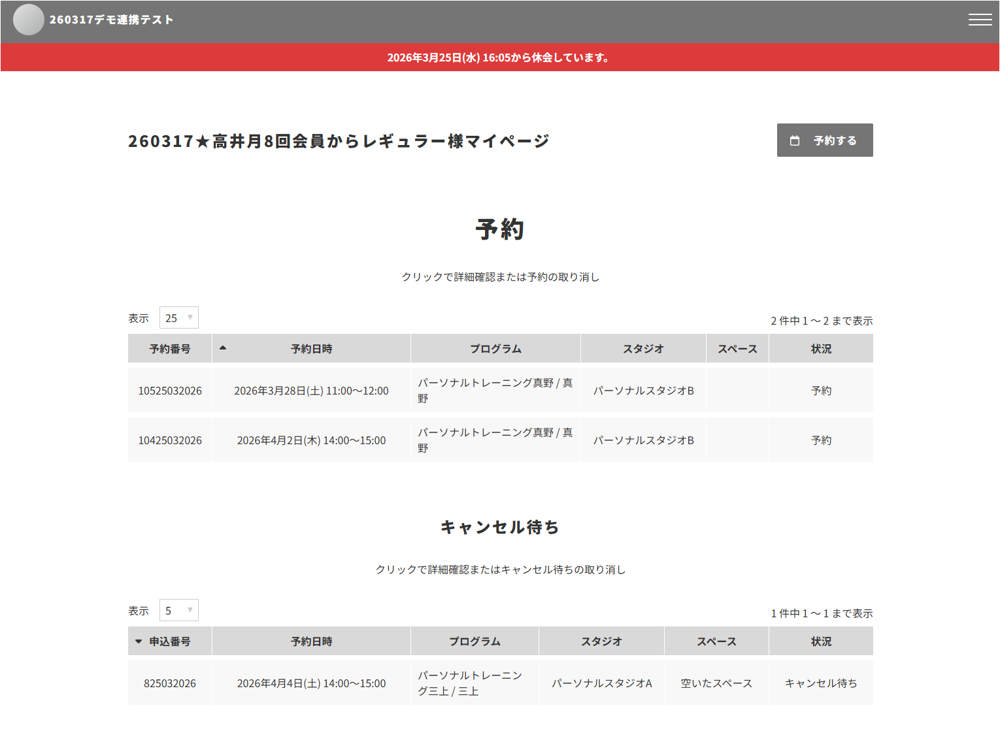 260317デモ連携テスト
2026年3月25日(水) 16:05から休会しています。
260317★高井月8回会員からレギュラー様マイページ
予約する
予約
クリックで詳細確認または予約の取り消し
表示 25 ▼
2 件中 1 ～ 2 まで表示
予約番号 予約日時 プログラム スタジオ スペース 状況
10525032026 2026年3月28日(土) 11:00～12:00 パーソナルトレーニング真野 / 真 パーソナルスタジオB 予約
野
10425032026 2026年4月2日(木) 14:00～15:00 パーソナルトレーニング真野 / 真 パーソナルスタジオB 予約
野
キャンセル待ち
クリックで詳細確認またはキャンセル待ちの取り消し
表示 5 ▼
1 件中 1 ～ 1 まで表示
申込番号 予約日時 プログラム スタジオ スペース 状況
825032026 2026年4月4日(土) 14:00～15:00 パーソナルトレーニン パーソナルスタジオA 空いたスペース キャンセル待ち
グ三上 / 三上